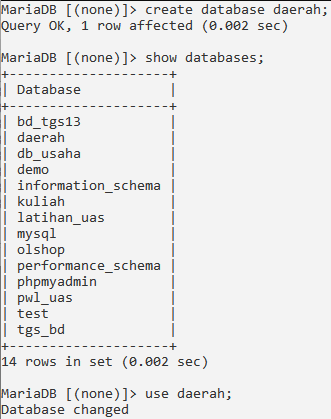 MariaDB [(none)]> create database daerah;
Query OK, 1 row affected (0.002 sec)
MariaDB [(none)]> show databases;
+--------------------+
| Database           |
+--------------------+
| bd_tgs13           |
| daerah             |
| db_usaha           |
| demo               |
| information_schema |
| kuliah             |
| latihan_uas        |
| mysql              |
| olshop             |
| performance_schema |
| phpmyadmin         |
| pwl_uas            |
| test               |
| tgs_bd             |
+--------------------+
14 rows in set (0.002 sec)
MariaDB [(none)]> use daerah;
Database changed